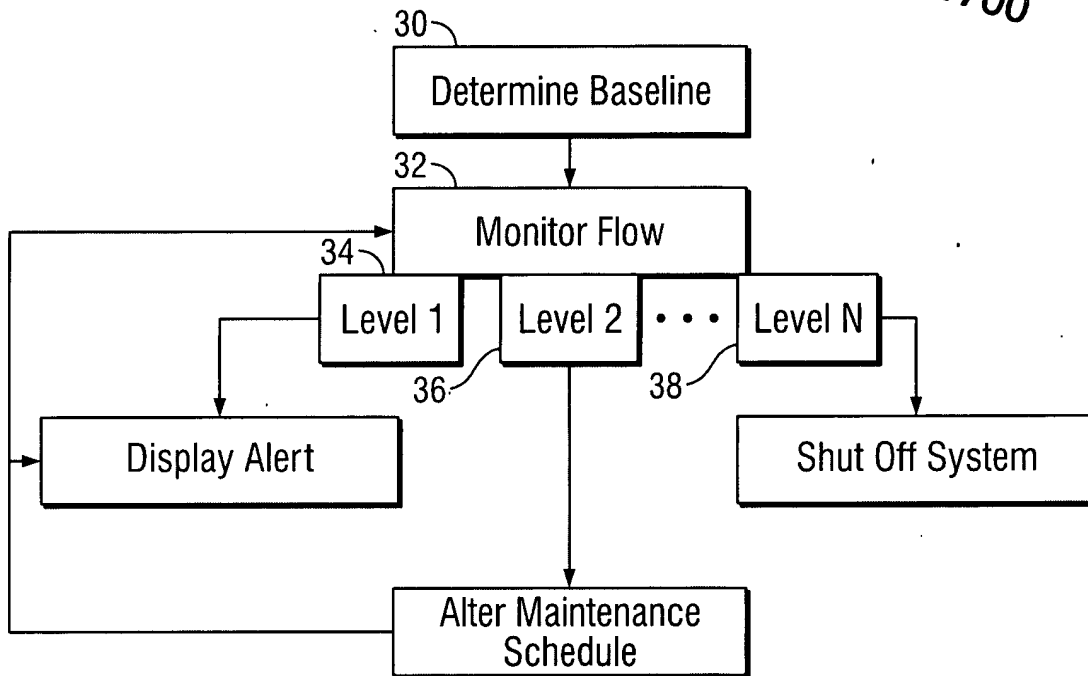 30
Determine Baseline
32
Monitor Flow
34
Level 1
Level 2
• • •
Level N
36
38
Display Alert
Shut Off System
Alter Maintenance
Schedule